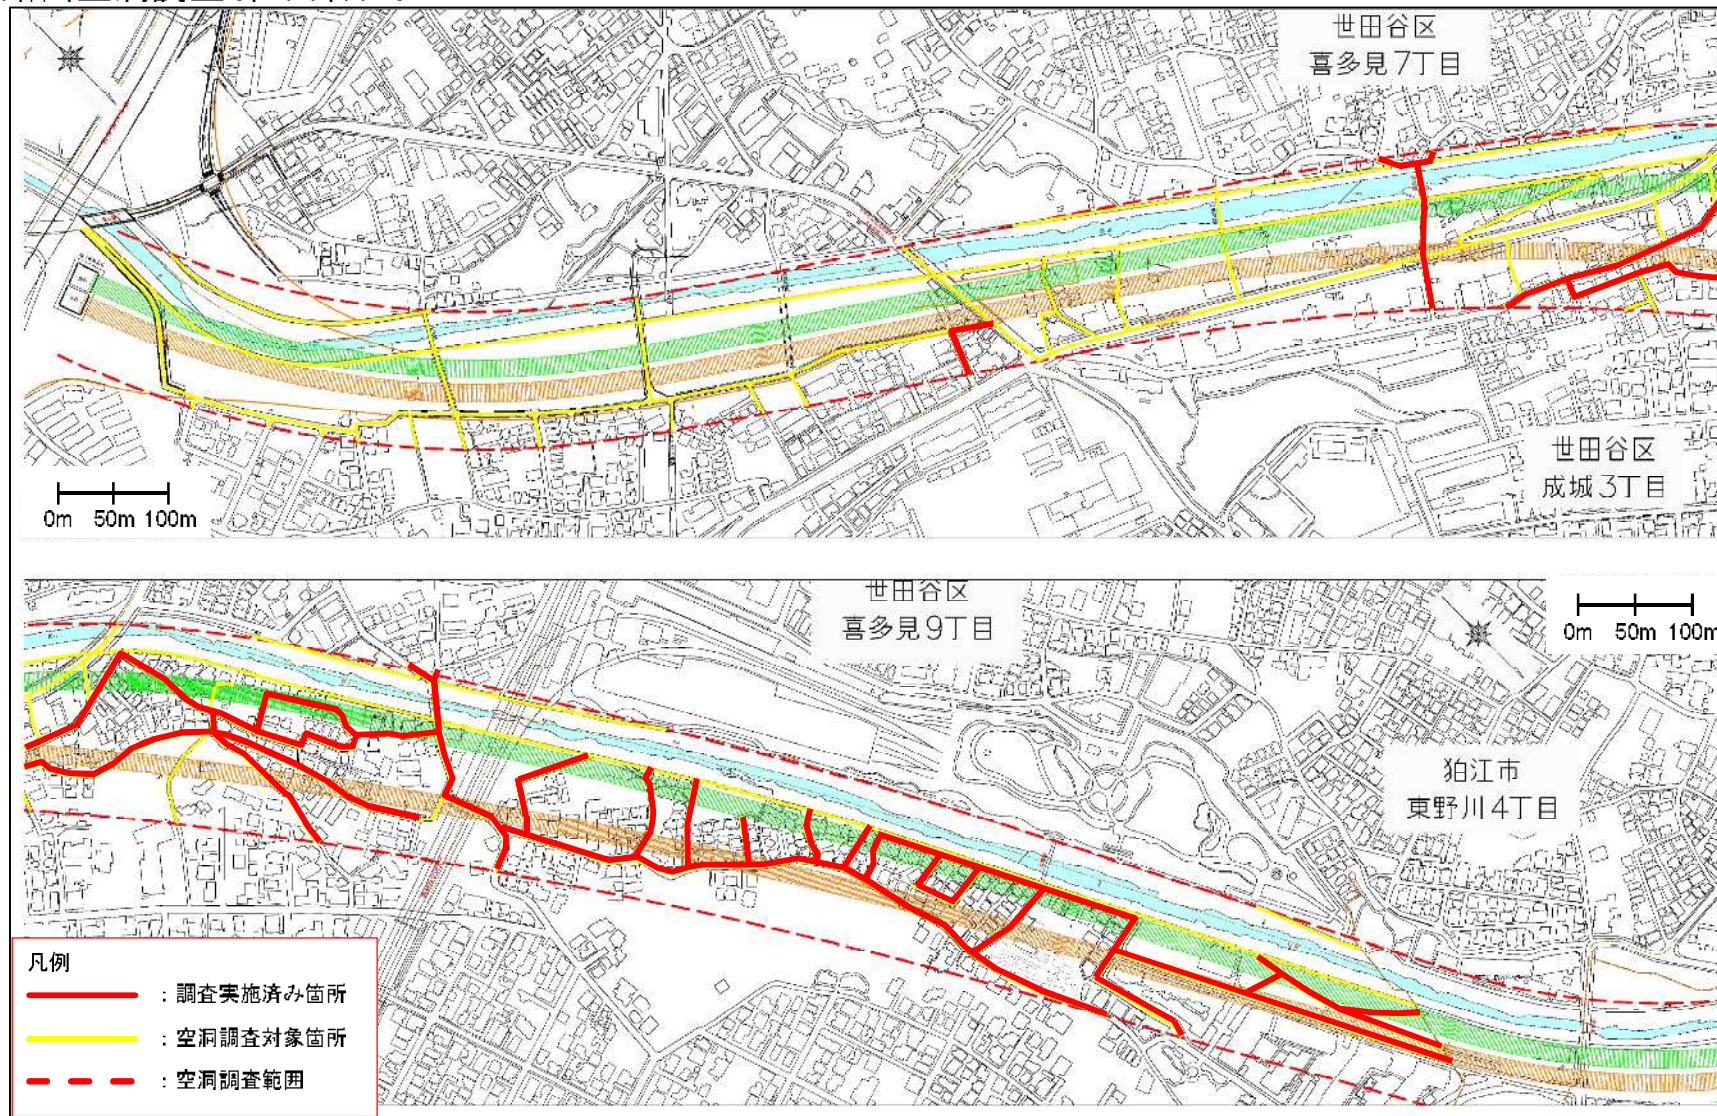 世田谷区
喜多見7丁目
世田谷区
成城3丁目
0m 50m 100m
世田谷区
喜多見9丁目
0m 50m 100m
狛江市
東野川4丁目
凡例
：調査実施済み箇所
：空洞調査対象箇所
：空洞調査範囲